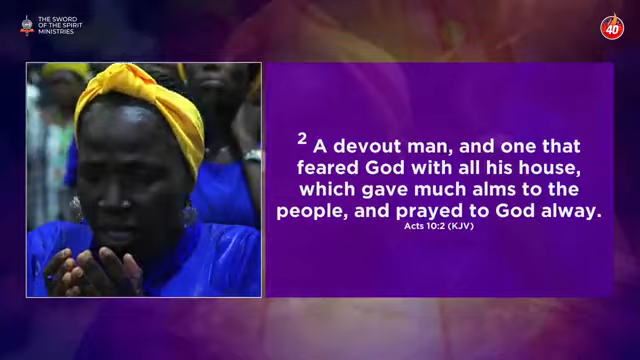 THE SWORD
OF THE SPIRIT
MINISTRIES
40
2 A devout man, and one that
feared God with all his house,
which gave much alms to the
people, and prayed to God alway.
Acts 10:2 (KJV)